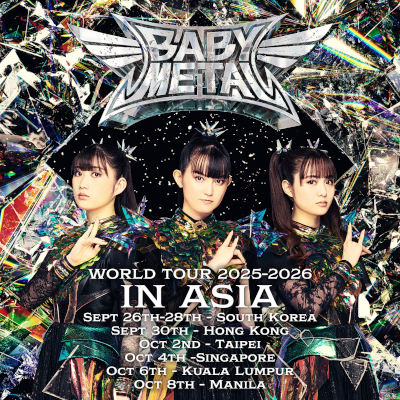 BABY
METAL
WORLD TOUR 2025-2026
IN ASIA
SEPT 26TH-28TH - SOUTH KOREA
SEPT 30TH - HONG KONG
OCT 2ND - TAIPEI
OCT 4TH -SINGAPORE
OCT 6TH - KUALA LUMPUR
OCT 8TH - MANILA